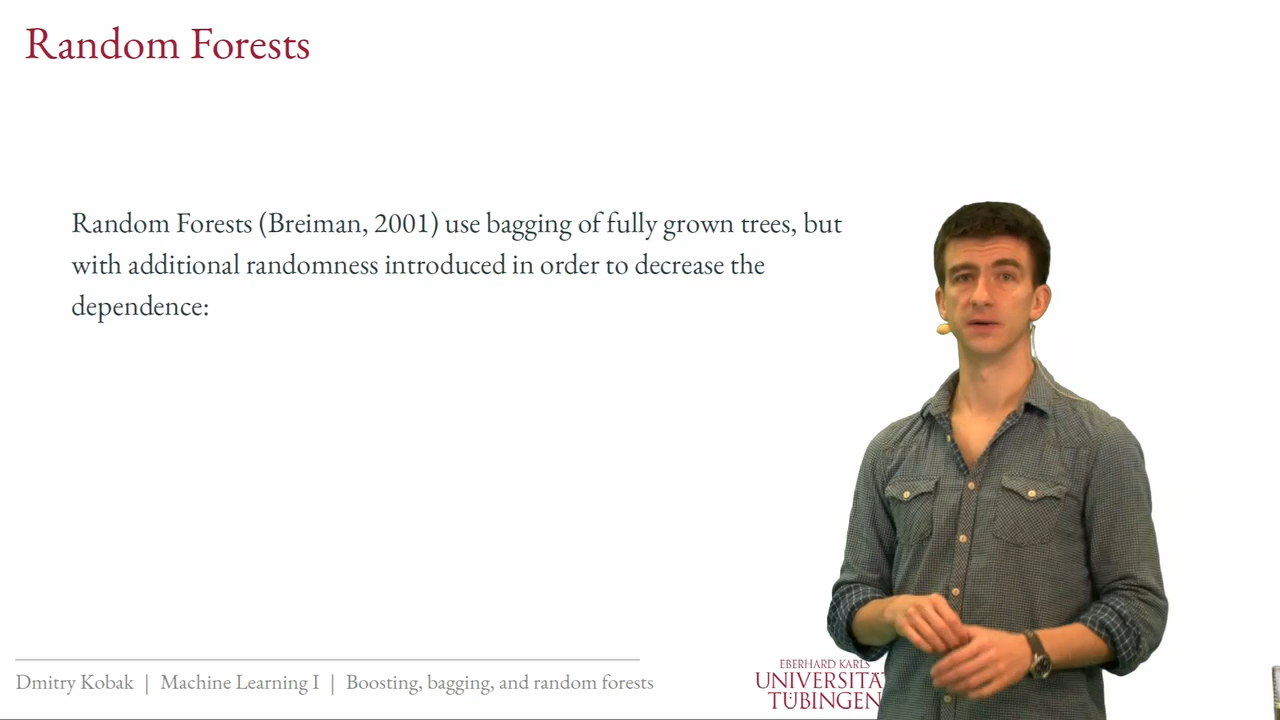 Random Forests
Random Forests (Breiman, 2001) use bagging of fully grown trees, but
with additional randomness introduced in order to decrease the
dependence:
Dmitry Kobak | Machine Learning I | Boosting, bagging, and random forests
EBERHARD KARLS
UNIVERSITÄT
TÜBINGEN